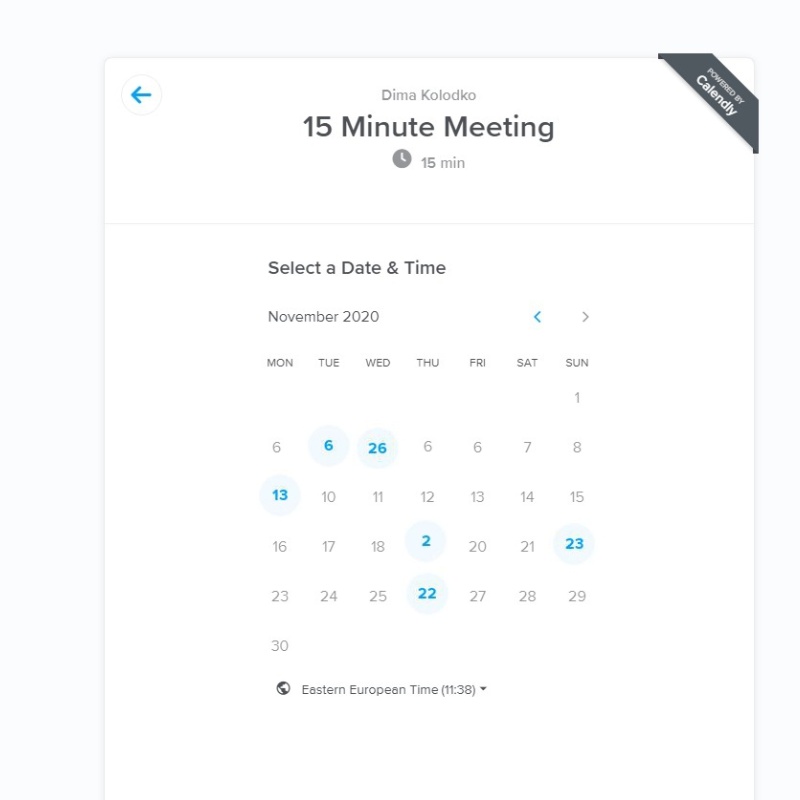 POWERED BY
Calendly
Dima Kolodko
15 Minute Meeting
15 min
Select a Date & Time
November 2020
MON TUE WED THU FRI SAT SUN
1
6 6 26 6 6 7 8
13 10 11 12 13 14 15
16 17 18 2 20 21 23
23 24 25 22 27 28 29
30
Eastern European Time (11:38)